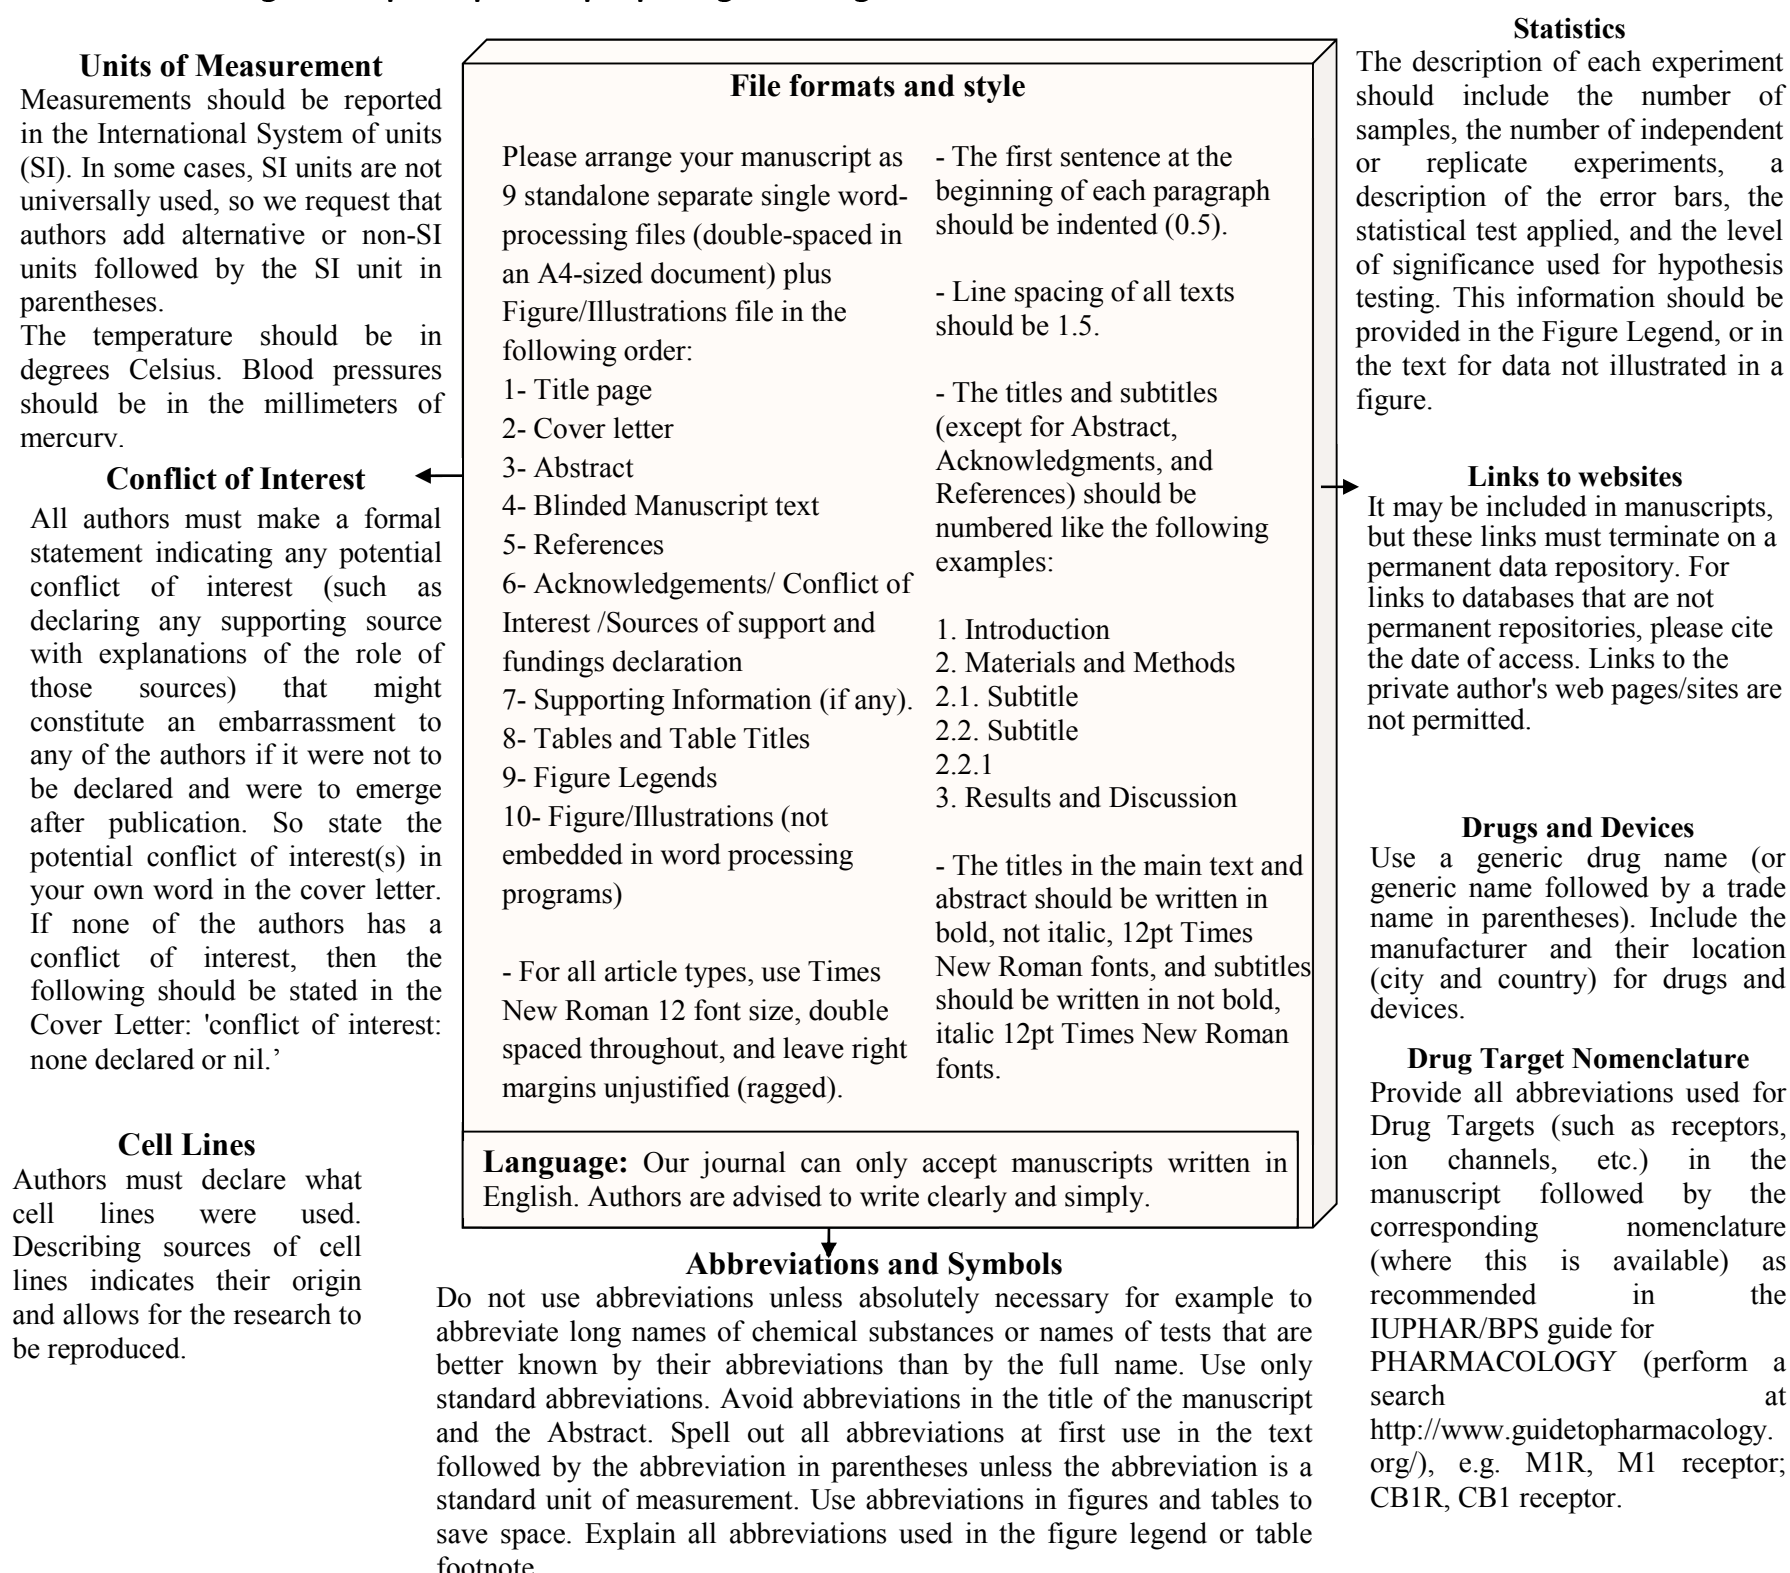 Units of Measurement
Measurements should be reported
in the International System of units
(SI). In some cases, SI units are not
universally used, so we request that
authors add alternative or non-SI
units followed by the SI unit in
parentheses.
The temperature should be in
degrees Celsius. Blood pressures
should be in the millimeters of
mercury.
Conflict of Interest
All authors must make a formal
statement indicating any potential
conflict of interest (such as
declaring any supporting source
with explanations of the role of
those sources) that might
constitute an embarrassment to
any of the authors if it were not to
be declared and were to emerge
after publication. So state the
potential conflict of interest(s) in
your own word in the cover letter.
If none of the authors has a
conflict of interest, then the
following should be stated in the
Cover Letter: 'conflict of interest:
none declared or nil.’
Cell Lines
Authors must declare what
cell lines were used.
Describing sources of cell
lines indicates their origin
and allows for the research to
be reproduced.
File formats and style
Please arrange your manuscript as
9 standalone separate single word-
processing files (double-spaced in
an A4-sized document) plus
Figure/Illustrations file in the
following order:
1- Title page
2- Cover letter
3- Abstract
4- Blinded Manuscript text
5- References
6- Acknowledgements/ Conflict of
Interest /Sources of support and
fundings declaration
7- Supporting Information (if any).
8- Tables and Table Titles
9- Figure Legends
10- Figure/Illustrations (not
embedded in word processing
programs)
- For all article types, use Times
New Roman 12 font size, double
spaced throughout, and leave right
margins unjustified (ragged).
- The first sentence at the
beginning of each paragraph
should be indented (0.5).
- Line spacing of all texts
should be 1.5.
- The titles and subtitles
(except for Abstract,
Acknowledgments, and
References) should be
numbered like the following
examples:
1. Introduction
2. Materials and Methods
2.1. Subtitle
2.2. Subtitle
2.2.1
3. Results and Discussion
- The titles in the main text and
abstract should be written in
bold, not italic, 12pt Times
New Roman fonts, and subtitles
should be written in not bold,
italic 12pt Times New Roman
fonts.
Language: Our journal can only accept manuscripts written in
English. Authors are advised to write clearly and simply.
Abbreviations and Symbols
Do not use abbreviations unless absolutely necessary for example to
abbreviate long names of chemical substances or names of tests that are
better known by their abbreviations than by the full name. Use only
standard abbreviations. Avoid abbreviations in the title of the manuscript
and the Abstract. Spell out all abbreviations at first use in the text
followed by the abbreviation in parentheses unless the abbreviation is a
standard unit of measurement. Use abbreviations in figures and tables to
save space. Explain all abbreviations used in the figure legend or table
footnote
Statistics
The description of each experiment
should include the number of
samples, the number of independent
or replicate experiments, a
description of the error bars, the
statistical test applied, and the level
of significance used for hypothesis
testing. This information should be
provided in the Figure Legend, or in
the text for data not illustrated in a
figure.
Links to websites
It may be included in manuscripts,
but these links must terminate on a
permanent data repository. For
links to databases that are not
permanent repositories, please cite
the date of access. Links to the
private author's web pages/sites are
not permitted.
Drugs and Devices
Use a generic drug name (or
generic name followed by a trade
name in parentheses). Include the
manufacturer and their location
(city and country) for drugs and
devices.
Drug Target Nomenclature
Provide all abbreviations used for
Drug Targets (such as receptors,
ion channels, etc.) in the
manuscript followed by the
corresponding nomenclature
(where this is available) as
recommended in the
IUPHAR/BPS guide for
PHARMACOLOGY (perform a
search at
http://www.guidetopharmacology.
org/), e.g. M1R, M1 receptor;
CB1R, CB1 receptor.